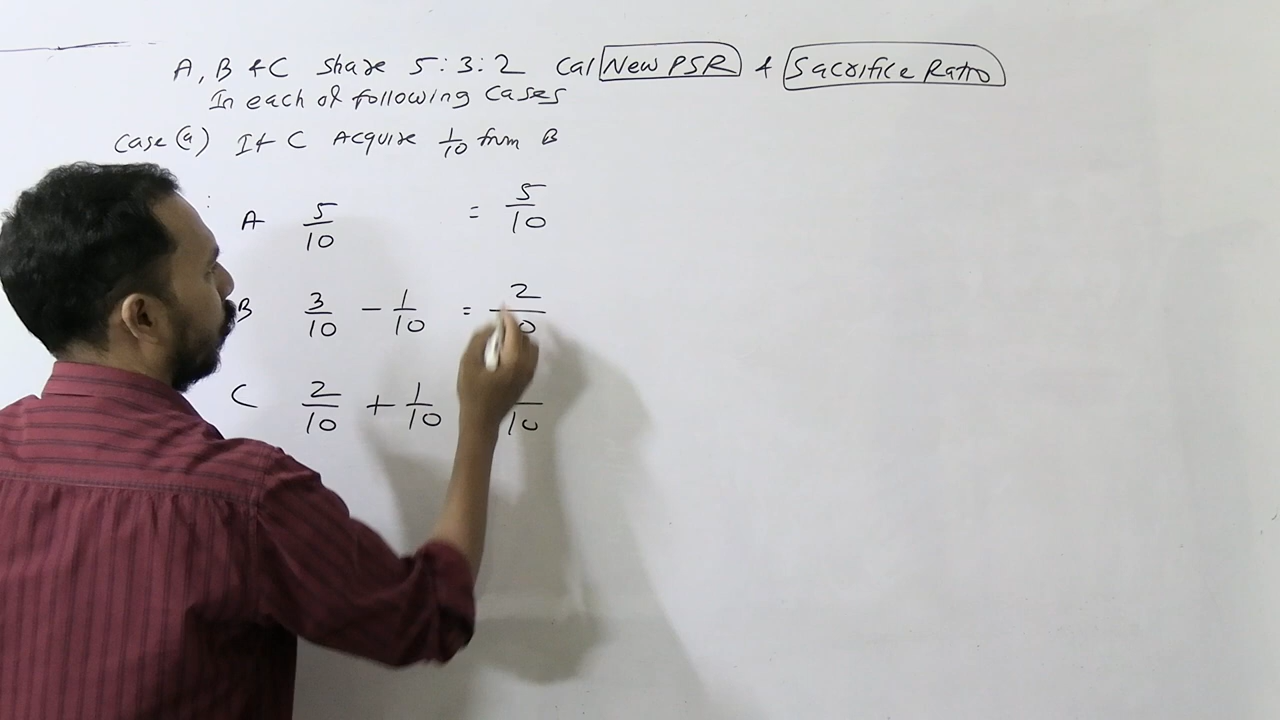 A, B & C Share 5:3:2 Cal New PSR & Sacrifice Ratio
In each of following Cases
Case (a) If C Acquire 1/10 from B
A 5/10 = 5/10
B 3/10 - 1/10 = 2/10
C 2/10 + 1/10 /10